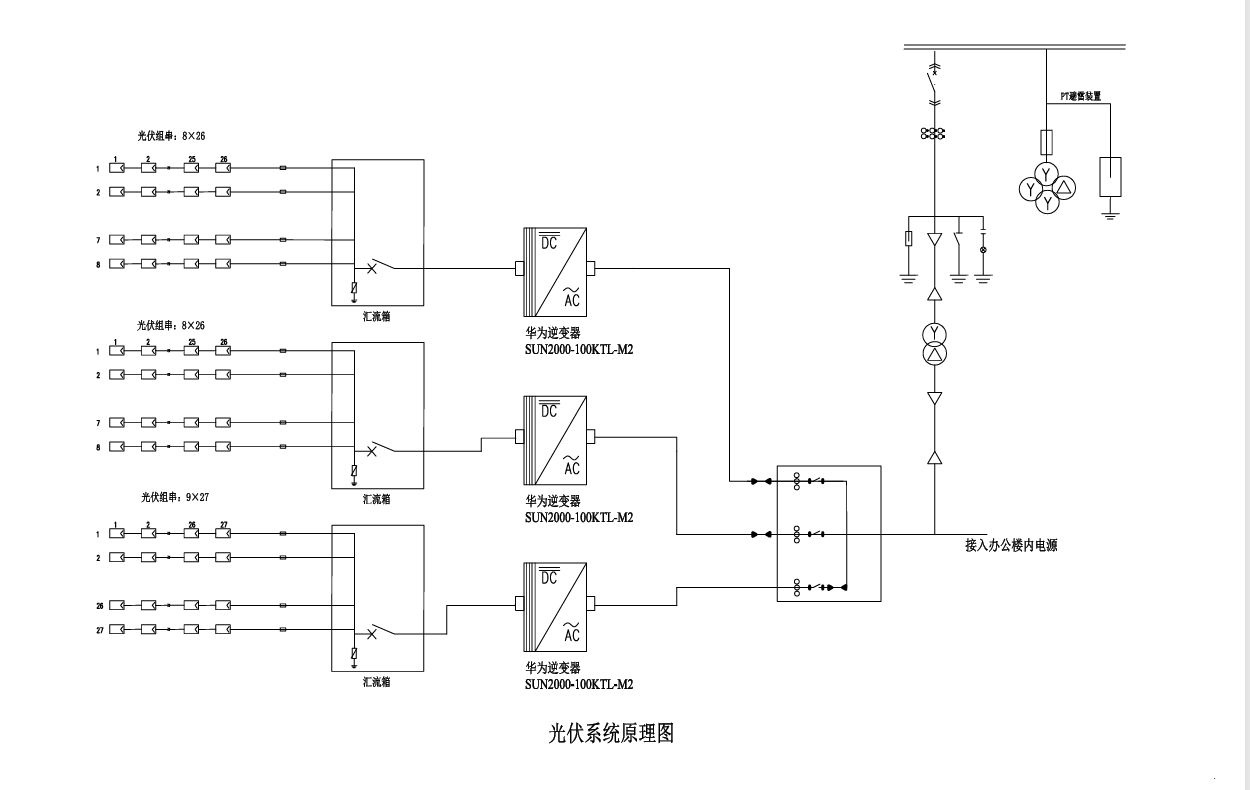 PT避雷装置
光伏组串：8×26
1 2 25 26
1
2
7
8
DC
AC
汇流箱
华为逆变器
SUN2000-100KTL-M2
Y
Y
Y
Y
光伏组串：8×26
1 2 25 26
1
2
7
8
DC
AC
汇流箱
华为逆变器
SUN2000-100KTL-M2
光伏组串：9×27
1 2 26 27
1
2
26
27
DC
AC
汇流箱
华为逆变器
SUN2000-100KTL-M2
接入办公楼内电源
光伏系统原理图